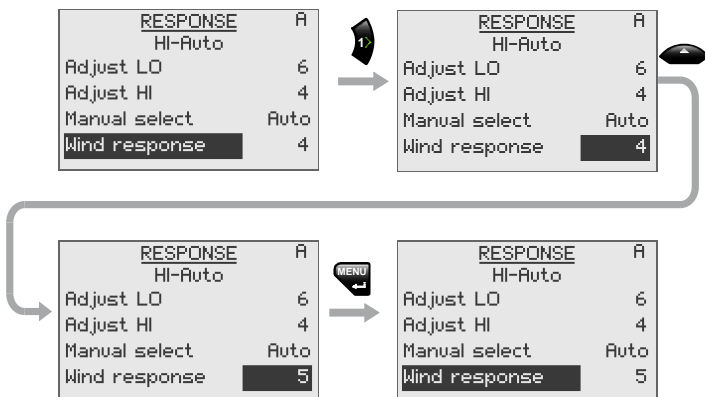 RESPONSE A
HI-Auto
Adjust LO 6
Adjust HI 4
Manual select Auto
Wind response 4
1>
RESPONSE A
HI-Auto
Adjust LO 6
Adjust HI 4
Manual select Auto
Wind response 4
RESPONSE A
HI-Auto
Adjust LO 6
Adjust HI 4
Manual select Auto
Wind response 5
MENU
RESPONSE A
HI-Auto
Adjust LO 6
Adjust HI 4
Manual select Auto
Wind response 5